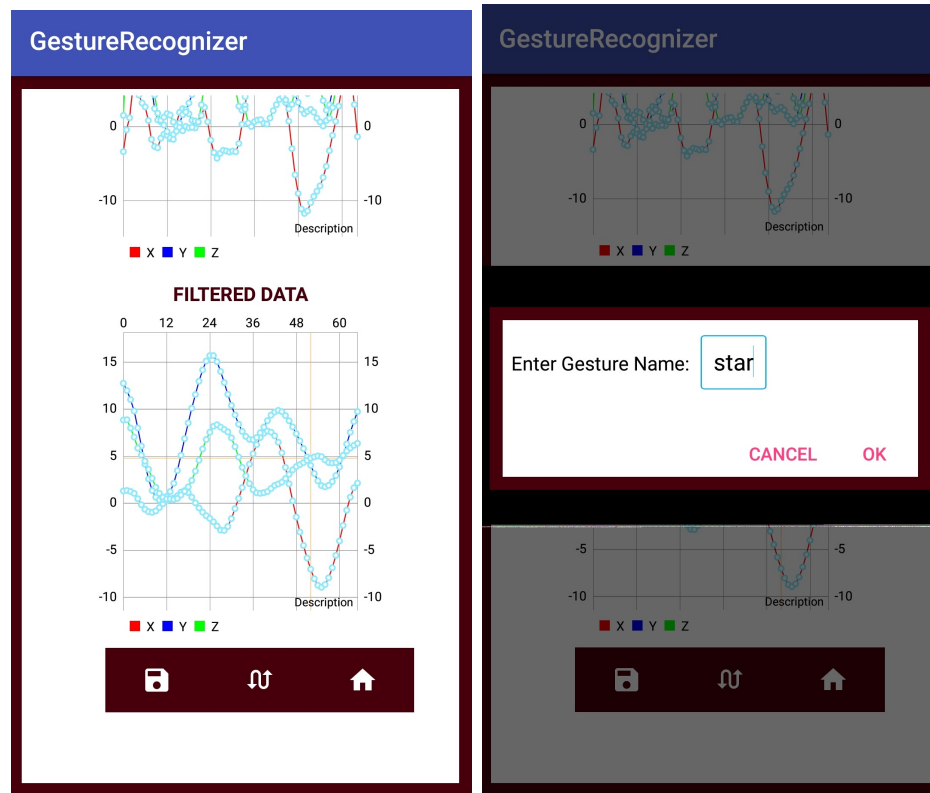 GestureRecognizer
0 0
-10 -10
Description
X Y Z
FILTERED DATA
0 12 24 36 48 60
15 15
10 10
5 5
0 0
-5 -5
-10 -10
Description
X Y Z
GestureRecognizer
0
-10 -10
Description
X Y Z
Enter Gesture Name: star
CANCEL OK
-5 -5
-10 -10
Description
X Y Z